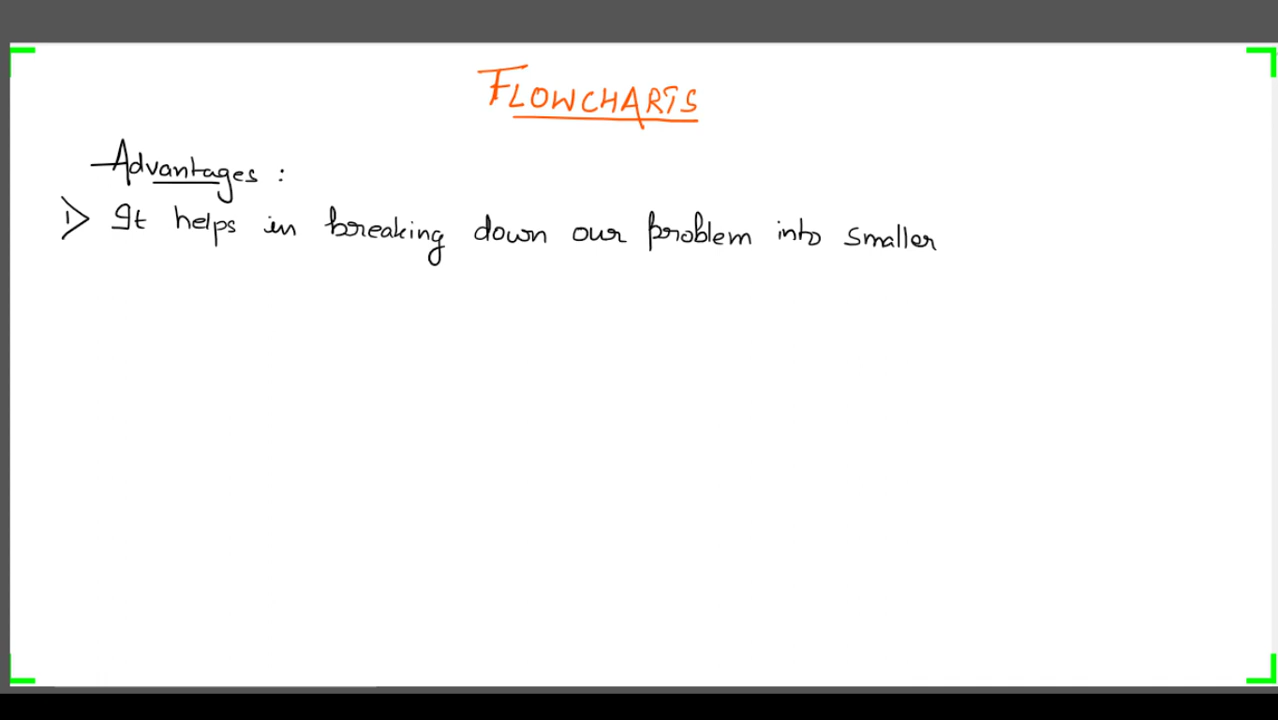 FLOWCHARTS
Advantages :
1> It helps in breaking down our problem into smaller